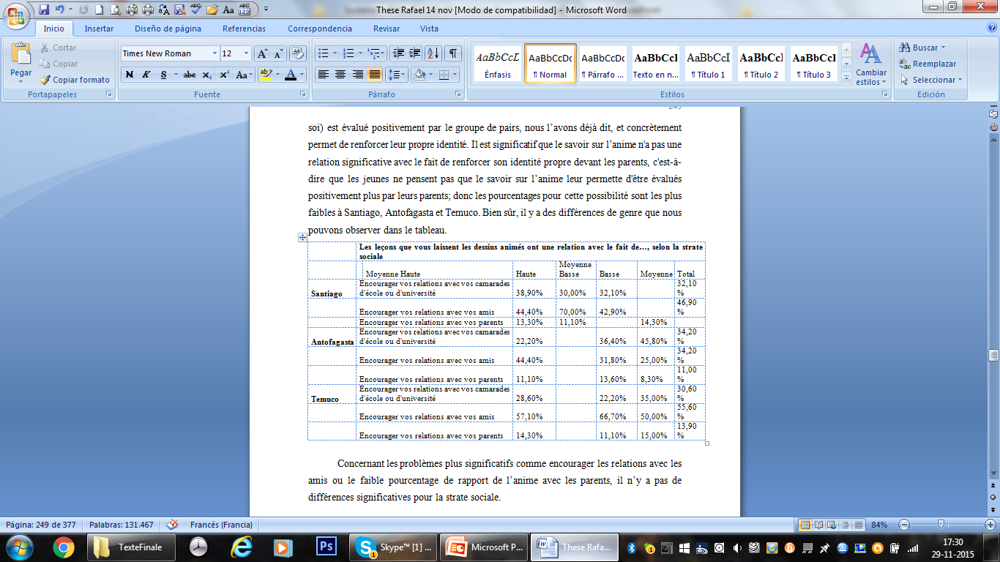 These Rafael 14 nov [Modo de compatibilidad] - Microsoft Word
Inicio Insertar Diseño de página Referencias Correspondencia Revisar Vista
Pegar
Cortar
Copiar
Copiar formato
Portapapeles
Times New Roman 12
N K S abc x₂ x² Aa
Fuente
Párrafo
AaBbCcL AaBbCcDc AaBbCcDc AaBbCcl AaBbCcI AaBbCcl AaBbCcl
Énfasis ¶ Normal ¶ Párrafo ... Texto en n... ¶ Título 1 ¶ Título 2 ¶ Título 3
Estilos
Cambiar
estilos
Buscar
Reemplazar
Seleccionar
Edición
soi) est évalué positivement par le groupe de pairs, nous l’avons déjà dit, et concrètement
permet de renforcer leur propre identité. Il est significatif que le savoir sur l’anime n'a pas une
relation significative avec le fait de renforcer son identité propre devant les parents, c'est-à-
dire que les jeunes ne pensent pas que le savoir sur l’anime leur permette d'être évalués
positivement plus par leurs parents; donc les pourcentages pour cette possibilité sont les plus
faibles à Santiago, Antofagasta et Temuco. Bien sûr, il y a des différences de genre que nous
pouvons observer dans le tableau.
Les leçons que vous laissent les dessins animés ont une relation avec le fait de…, selon la strate
sociale
Moyenne Haute Haute Moyenne Basse Basse Moyenne Total
Santiago Encourager vos relations avec vos camarades d'école ou d'université 38,90% 30,00% 32,10% 32,10 %
Encourager vos relations avec vos amis 44,40% 70,00% 42,90% 46,90 %
Encourager vos relations avec vos parents 13,30% 11,10% 14,30%
Antofagasta Encourager vos relations avec vos camarades d'école ou d'université 22,20% 36,40% 45,80% 34,20 %
Encourager vos relations avec vos amis 44,40% 31,80% 25,00% 34,20 %
Encourager vos relations avec vos parents 11,10% 13,60% 8,30% 11,00 %
Temuco Encourager vos relations avec vos camarades d'école ou d'université 28,60% 22,20% 35,00% 30,60 %
Encourager vos relations avec vos amis 57,10% 66,70% 50,00% 55,60 %
Encourager vos relations avec vos parents 14,30% 11,10% 15,00% 13,90 %
Concernant les problèmes plus significatifs comme encourager les relations avec les
amis ou le faible pourcentage de rapport de l’anime avec les parents, il n’y a pas de
différences significatives pour la strate sociale.
Página: 249 de 377 Palabras: 131.467 Francés (Francia) 84%
TexteFinale Ps Skype™ [1] ... Microsoft P... These Rafa...
17:30
29-11-2015